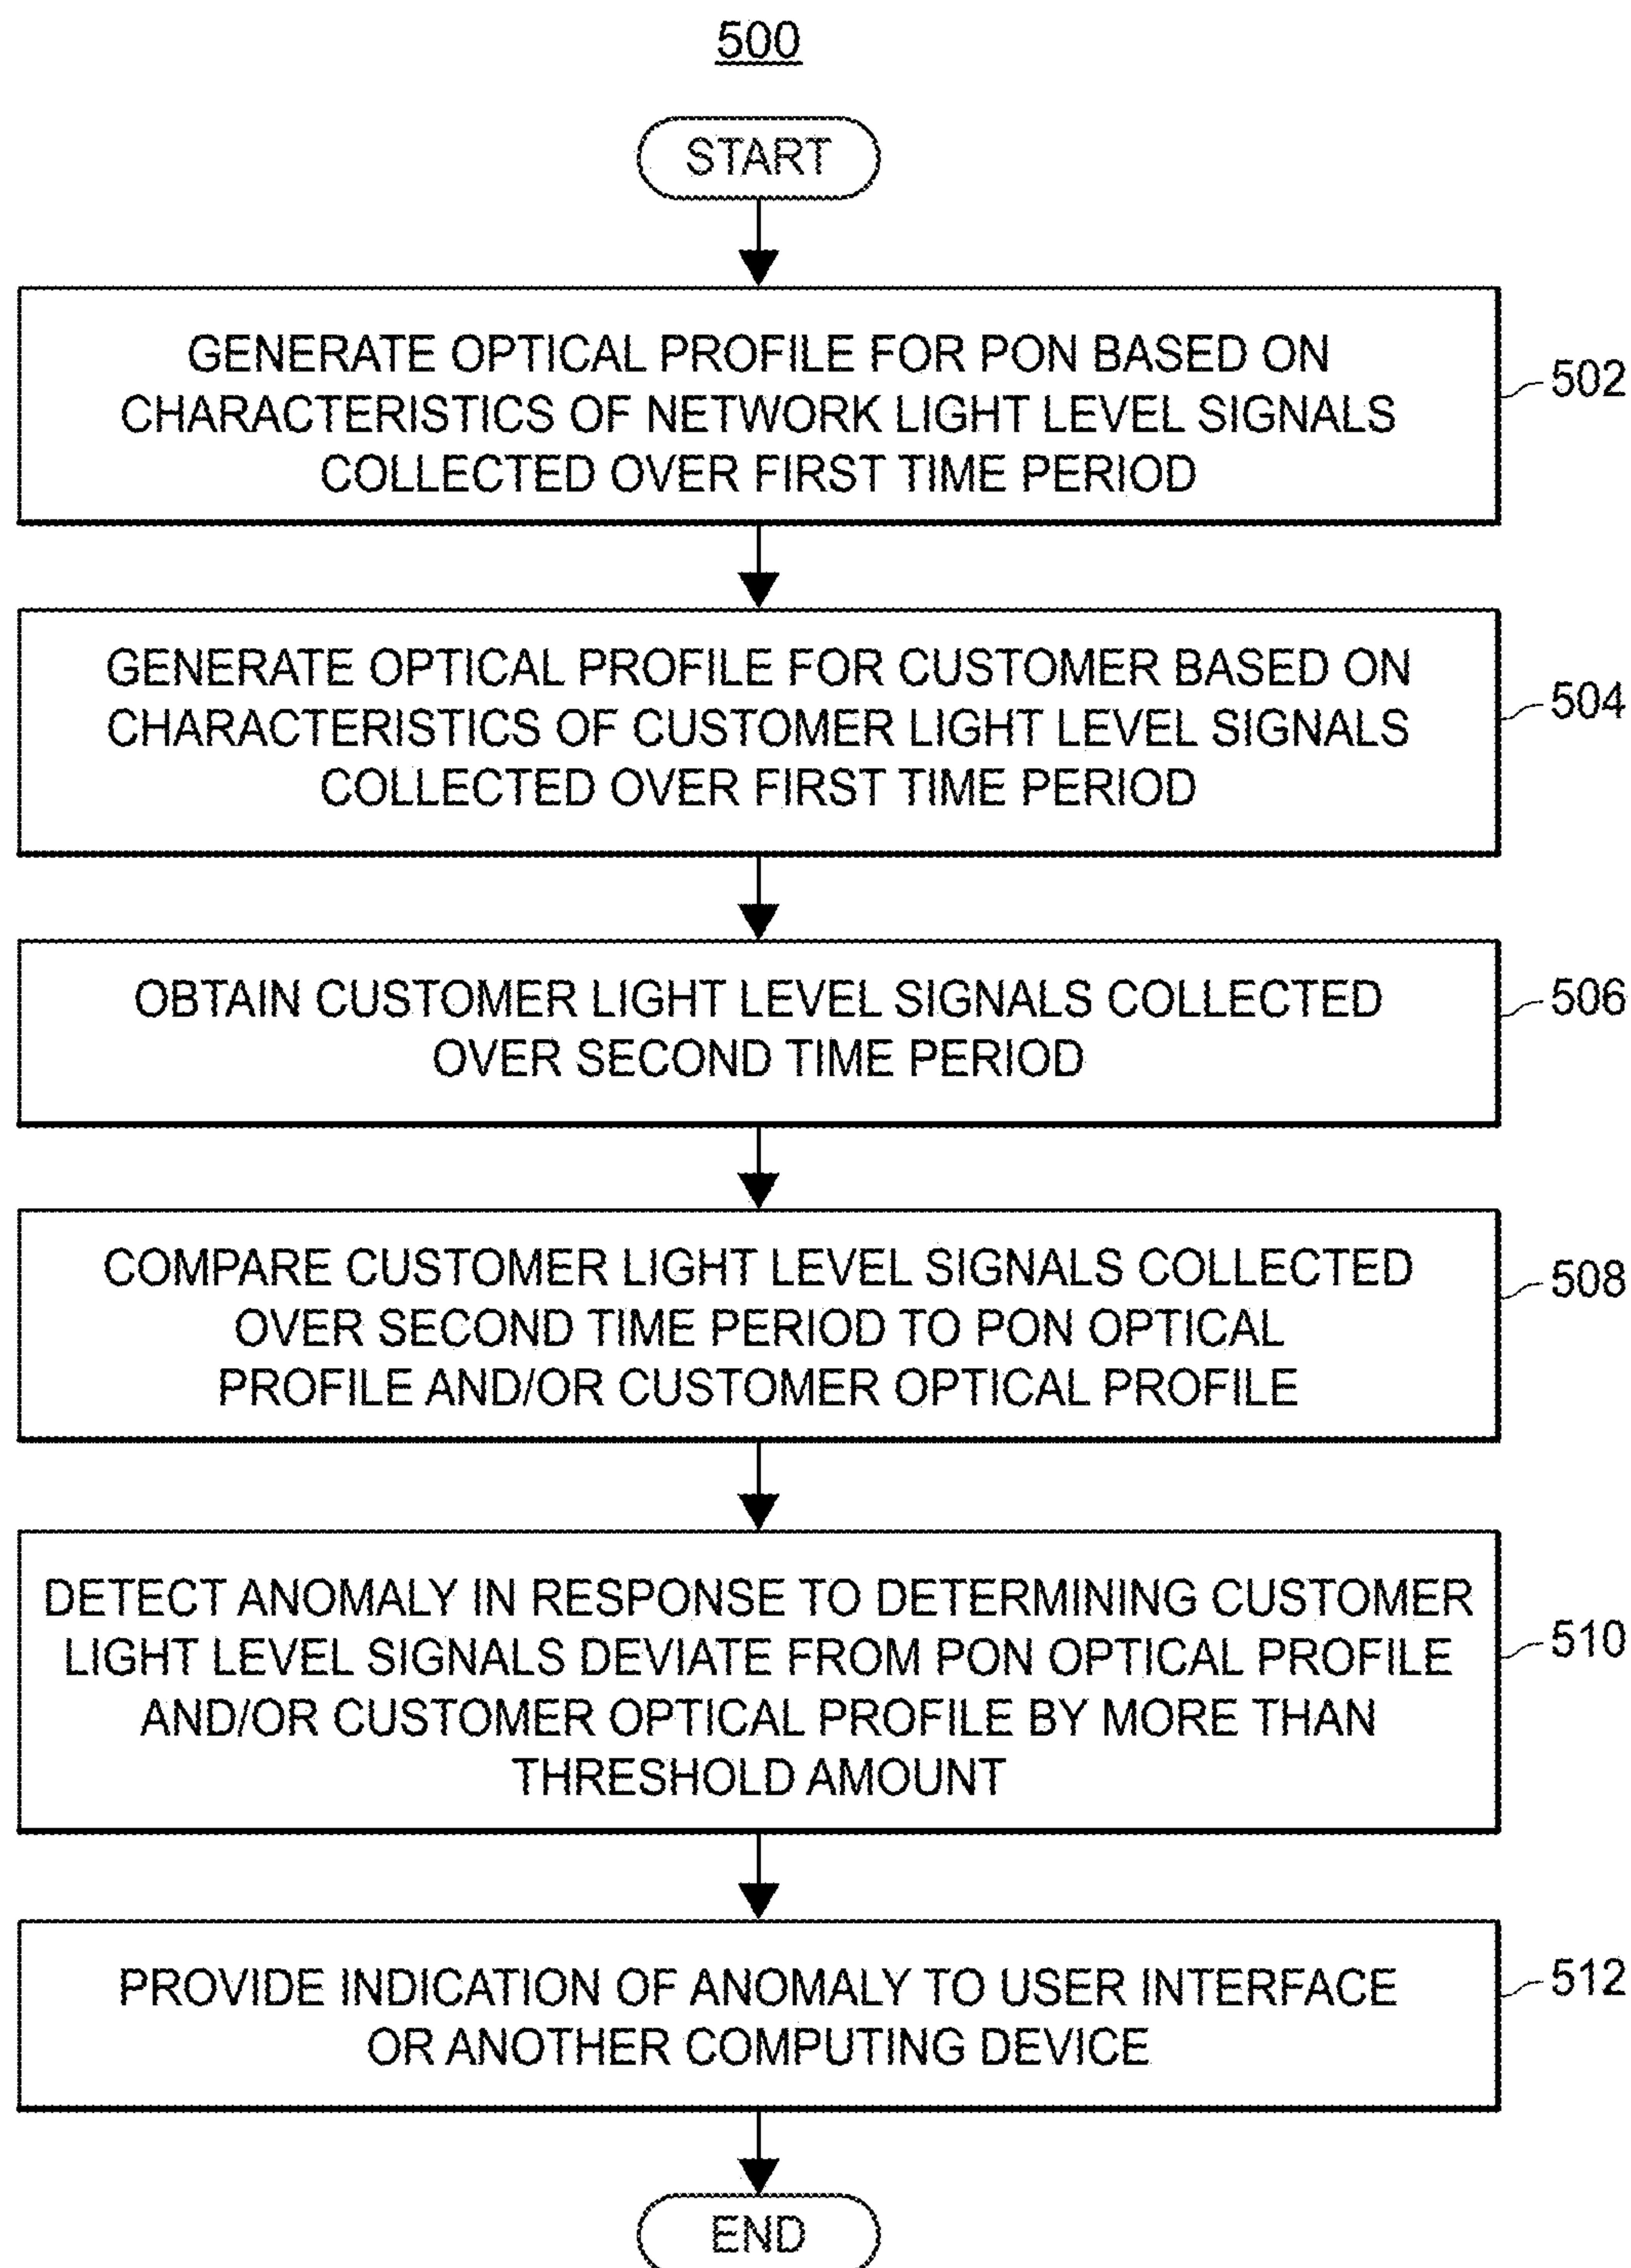 500
START
GENERATE OPTICAL PROFILE FOR PON BASED ON
CHARACTERISTICS OF NETWORK LIGHT LEVEL SIGNALS
COLLECTED OVER FIRST TIME PERIOD
502
GENERATE OPTICAL PROFILE FOR CUSTOMER BASED ON
CHARACTERISTICS OF CUSTOMER LIGHT LEVEL SIGNALS
COLLECTED OVER FIRST TIME PERIOD
504
OBTAIN CUSTOMER LIGHT LEVEL SIGNALS COLLECTED
OVER SECOND TIME PERIOD
506
COMPARE CUSTOMER LIGHT LEVEL SIGNALS COLLECTED
OVER SECOND TIME PERIOD TO PON OPTICAL
PROFILE AND/OR CUSTOMER OPTICAL PROFILE
508
DETECT ANOMALY IN RESPONSE TO DETERMINING CUSTOMER
LIGHT LEVEL SIGNALS DEVIATE FROM PON OPTICAL PROFILE
AND/OR CUSTOMER OPTICAL PROFILE BY MORE THAN
THRESHOLD AMOUNT
510
PROVIDE INDICATION OF ANOMALY TO USER INTERFACE
OR ANOTHER COMPUTING DEVICE
512
END